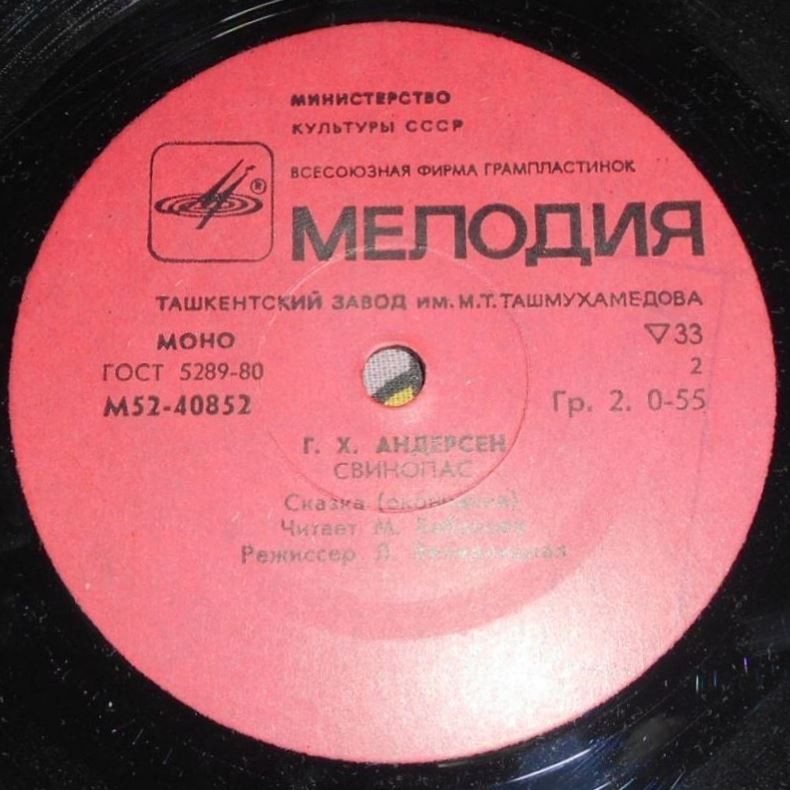 МИНИСТЕРСТВО
КУЛЬТУРЫ СССР
ВСЕСОЮЗНАЯ ФИРМА ГРАМПЛАСТИНОК
®
МЕЛОДИЯ
ТАШКЕНТСКИЙ ЗАВОД ИМ. М.Т. ТАШМУХАМЕДОВА
МОНО ▽33
ГОСТ 5289-80 2
М52-40852 Гр. 2. 0-55
Г. Х. АНДЕРСЕН
СВИНОПАС
Сказка (окончание)
Читает М.
Режиссер Л.